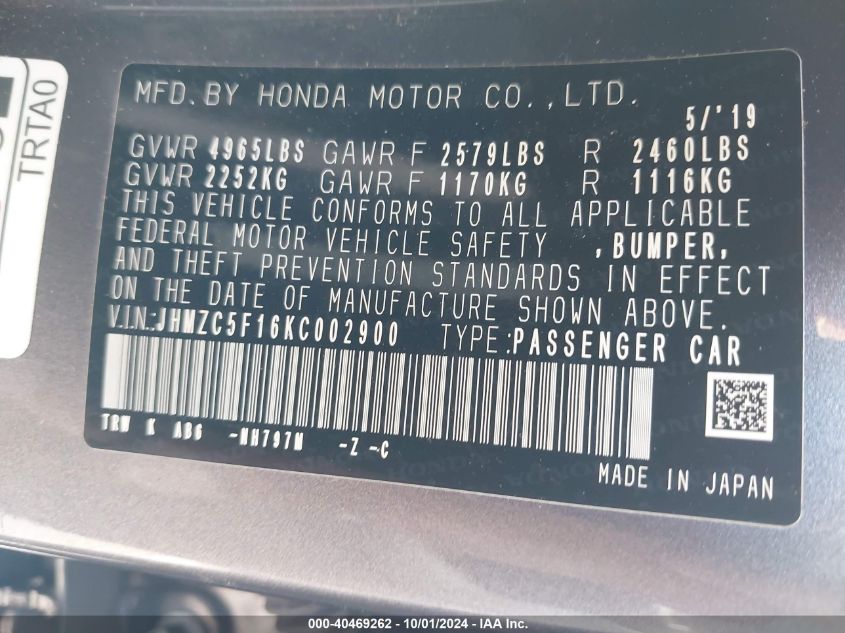 TRTA0
MFD. BY HONDA MOTOR CO., LTD.
5/'19
GVWR 4965LBS GAWR F 2579LBS R 2460LBS
GVWR 2252KG GAWR F 1170KG R 1116KG
THIS VEHICLE CONFORMS TO ALL APPLICABLE
FEDERAL MOTOR VEHICLE SAFETY , BUMPER,
AND THEFT PREVENTION STANDARDS IN EFFECT
ON THE DATE OF MANUFACTURE SHOWN ABOVE.
V.I.N.:JHMZC5F16KC002900 TYPE:PASSENGER CAR
TRW K AB6 -NH797M -Z -C
MADE IN JAPAN
000-40469262 - 10/01/2024 - IAA Inc.